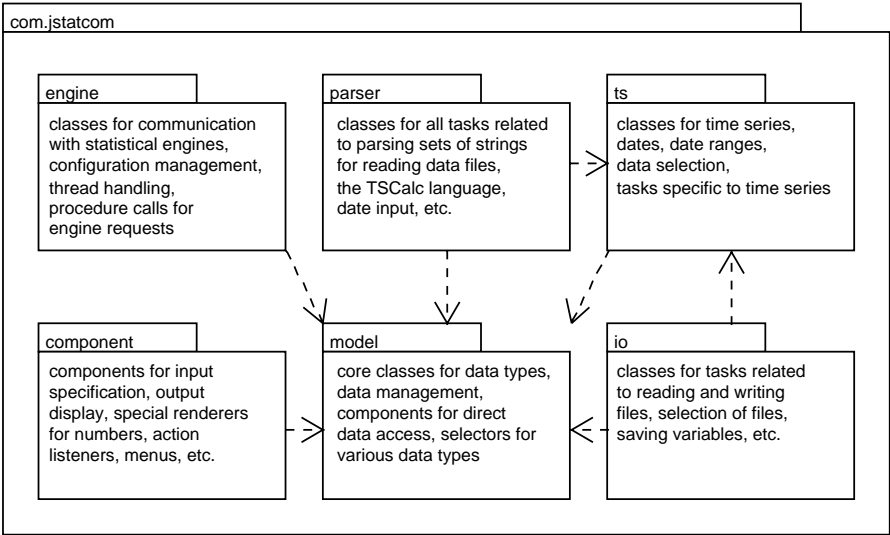 com.jstatcom
engine
classes for communication
with statistical engines,
configuration management,
thread handling,
procedure calls for
engine requests
parser
classes for all tasks related
to parsing sets of strings
for reading data files,
the TSCalc language,
date input, etc.
ts
classes for time series,
dates, date ranges,
data selection,
tasks specific to time series
component
components for input
specification, output
display, special renderers
for numbers, action
listeners, menus, etc.
model
core classes for data types,
data management,
components for direct
data access, selectors for
various data types
io
classes for tasks related
to reading and writing
files, selection of files,
saving variables, etc.